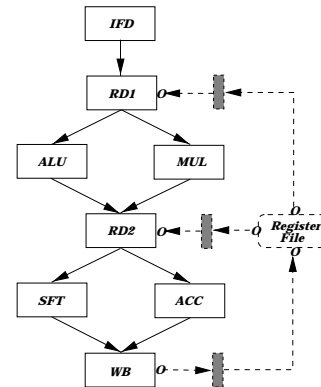 IFD
RD1
ALU
MUL
RD2
Register
File
SFT
ACC
WB